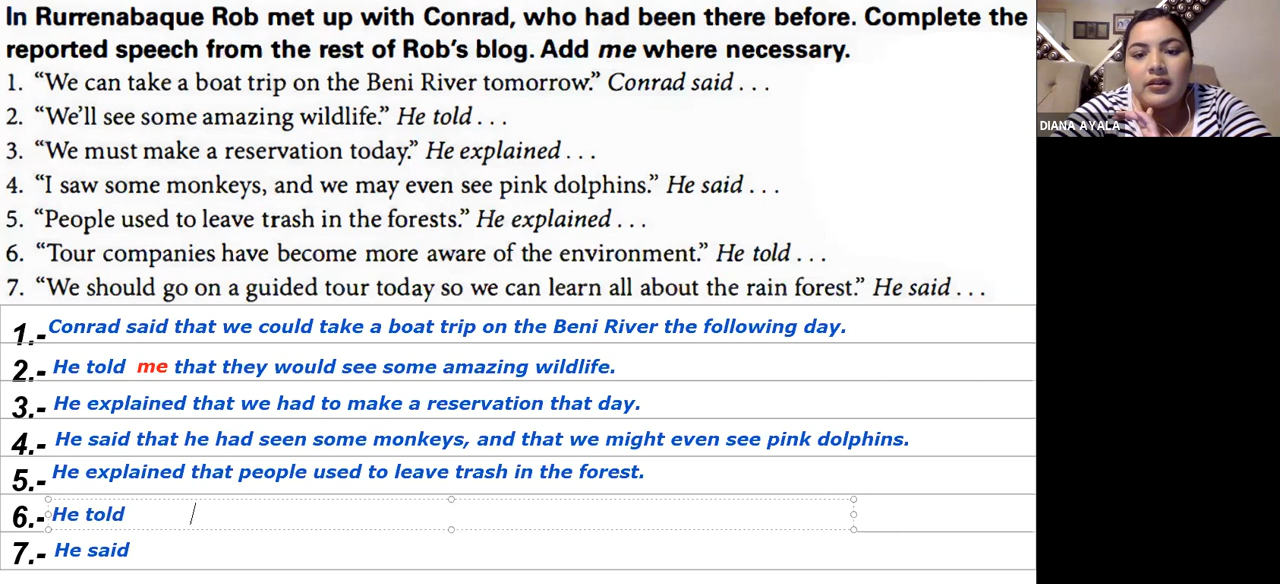 In Rurrenabaque Rob met up with Conrad, who had been there before. Complete the
reported speech from the rest of Rob's blog. Add me where necessary.
1. “We can take a boat trip on the Beni River tomorrow.” Conrad said . . .
2. “We'll see some amazing wildlife.” He told . . .
3. “We must make a reservation today.” He explained . . .
4. “I saw some monkeys, and we may even see pink dolphins.” He said . . .
5. “People used to leave trash in the forests.” He explained . . .
6. “Tour companies have become more aware of the environment.” He told . . .
7. “We should go on a guided tour today so we can learn all about the rain forest.” He said . . .
DIANA AYALA
1.- Conrad said that we could take a boat trip on the Beni River the following day.
2.- He told me that they would see some amazing wildlife.
3.- He explained that we had to make a reservation that day.
4.- He said that he had seen some monkeys, and that we might even see pink dolphins.
5.- He explained that people used to leave trash in the forest.
6.- He told
7.- He said